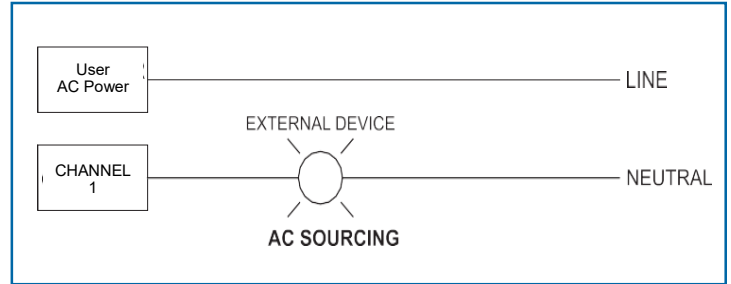 User
AC Power
LINE
EXTERNAL DEVICE
CHANNEL
1
NEUTRAL
AC SOURCING